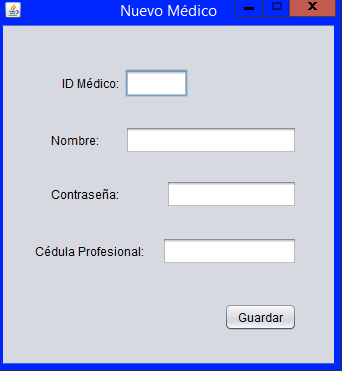 Nuevo Médico
ID Médico:
Nombre:
Contraseña:
Cédula Profesional:
Guardar